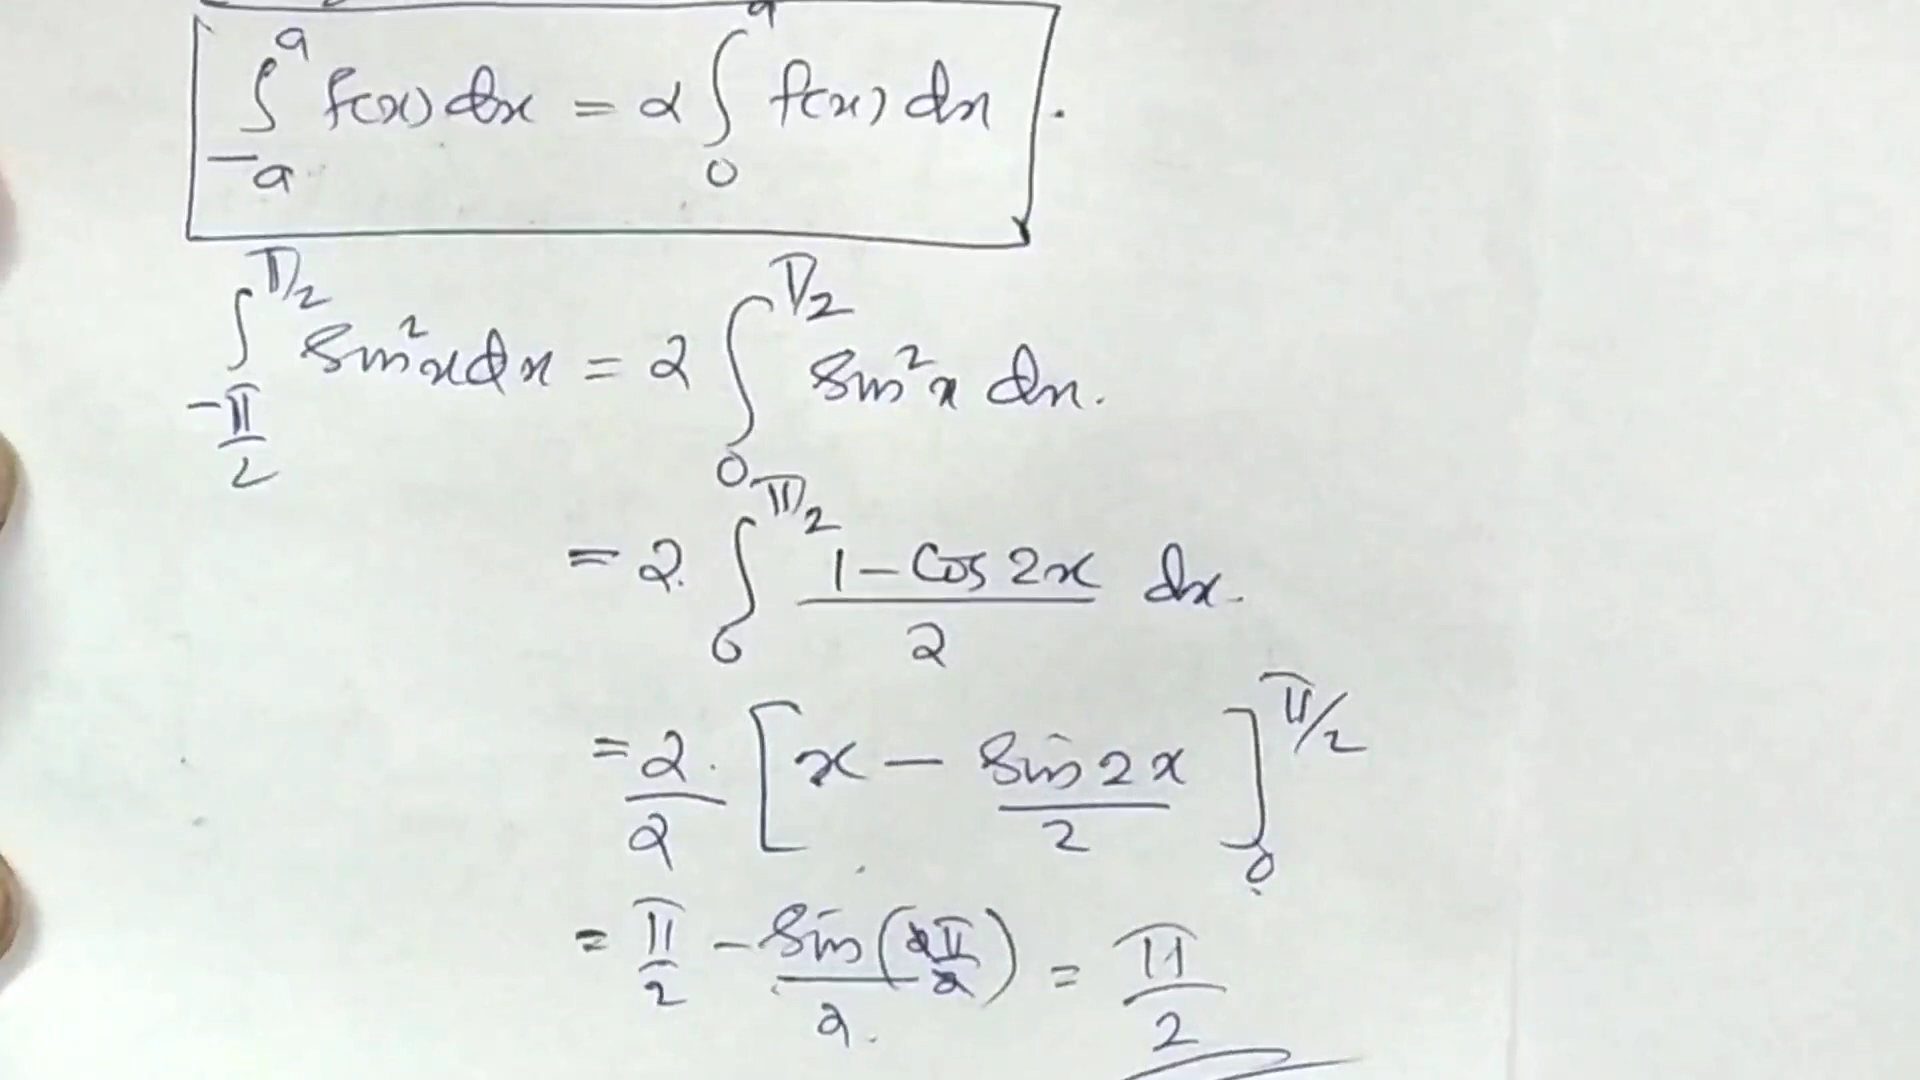 ∫_{-a}^{a} f(x) dx = 2 ∫_{0}^{a} f(x) dx .
∫_{-π/2}^{π/2} sin²x dx = 2 ∫_{0}^{π/2} sin²x dx.
= 2. ∫_{0}^{π/2} (1 - cos 2x)/2 dx.
= 2/2 . [x - (sin 2x)/2]_{0}^{π/2}
= π/2 - sin(2π/2)/2. = π/2